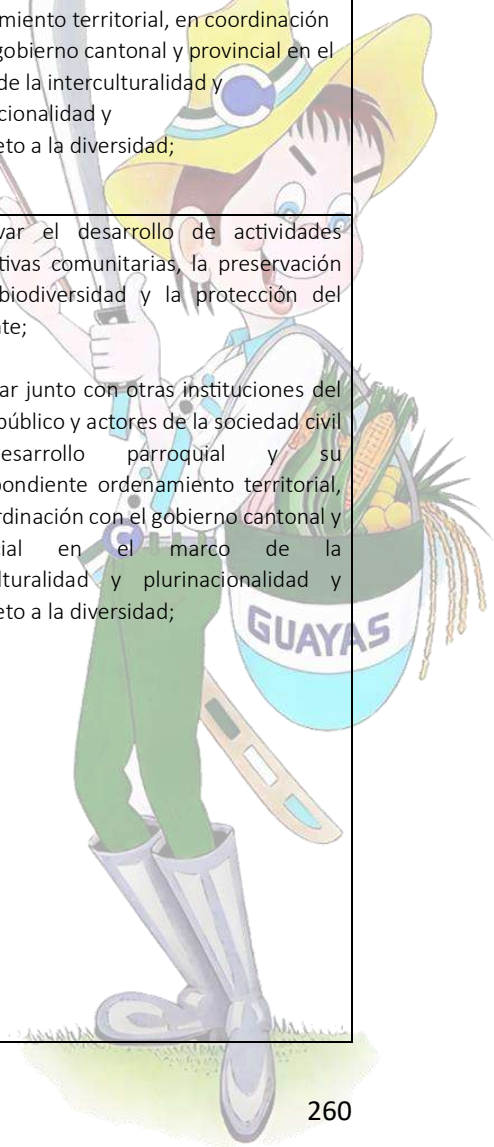 miento territorial, en coordinación
gobierno cantonal y provincial en el
de la interculturalidad y
cionalidad y
eto a la diversidad;
var el desarrollo de actividades
tivas comunitarias, la preservación
biodiversidad y la protección del
te;
ar junto con otras instituciones del
público y actores de la sociedad civil
esarrollo parroquial y su
pondiente ordenamiento territorial,
rdinación con el gobierno cantonal y
cial en el marco de la
ulturalidad y plurinacionalidad y
eto a la diversidad;
GUAYAS
260